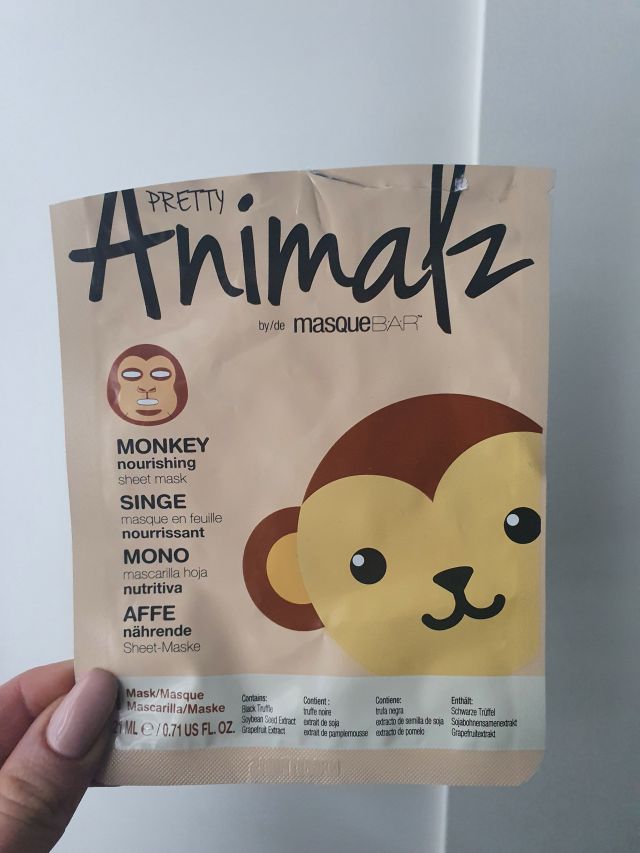 PRETTY
Animalz
by/de masqueBAR™
MONKEY
nourishing
sheet mask
SINGE
masque en feuille
nourrissant
MONO
mascarilla hoja
nutritiva
AFFE
nährende
Sheet-Maske
Mask/Masque
Mascarilla/Maske
21 ML e / 0.71 US FL. OZ.
Contains:
Black Truffle
Soybean Seed Extract
Grapefruit Extract
Contient :
truffe noire
extrait de soja
extrait de pamplemousse
Contiene:
trufa negra
extracto de semilla de soja
extracto de pomelo
Enthält:
Schwarze Trüffel
Sojabohnensamenextrakt
Grapefruitextrakt